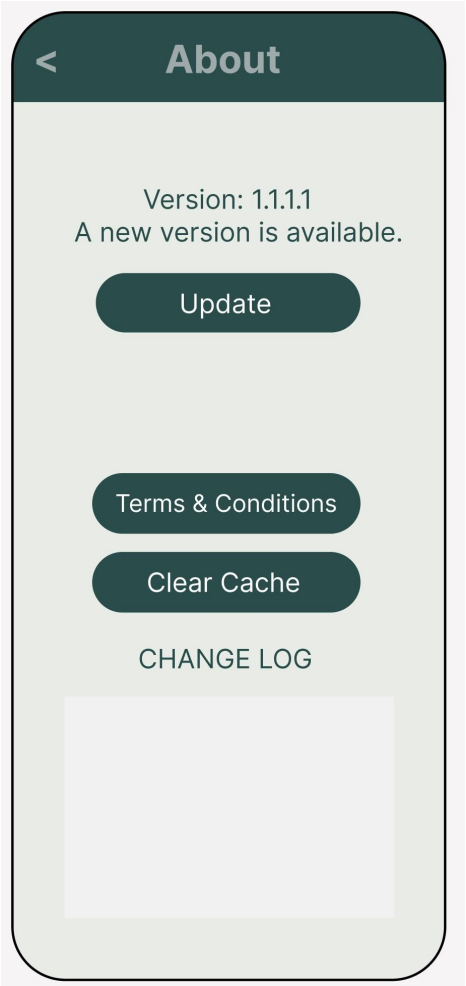 < About
Version: 1.1.1.1
A new version is available.
Update
Terms & Conditions
Clear Cache
CHANGE LOG